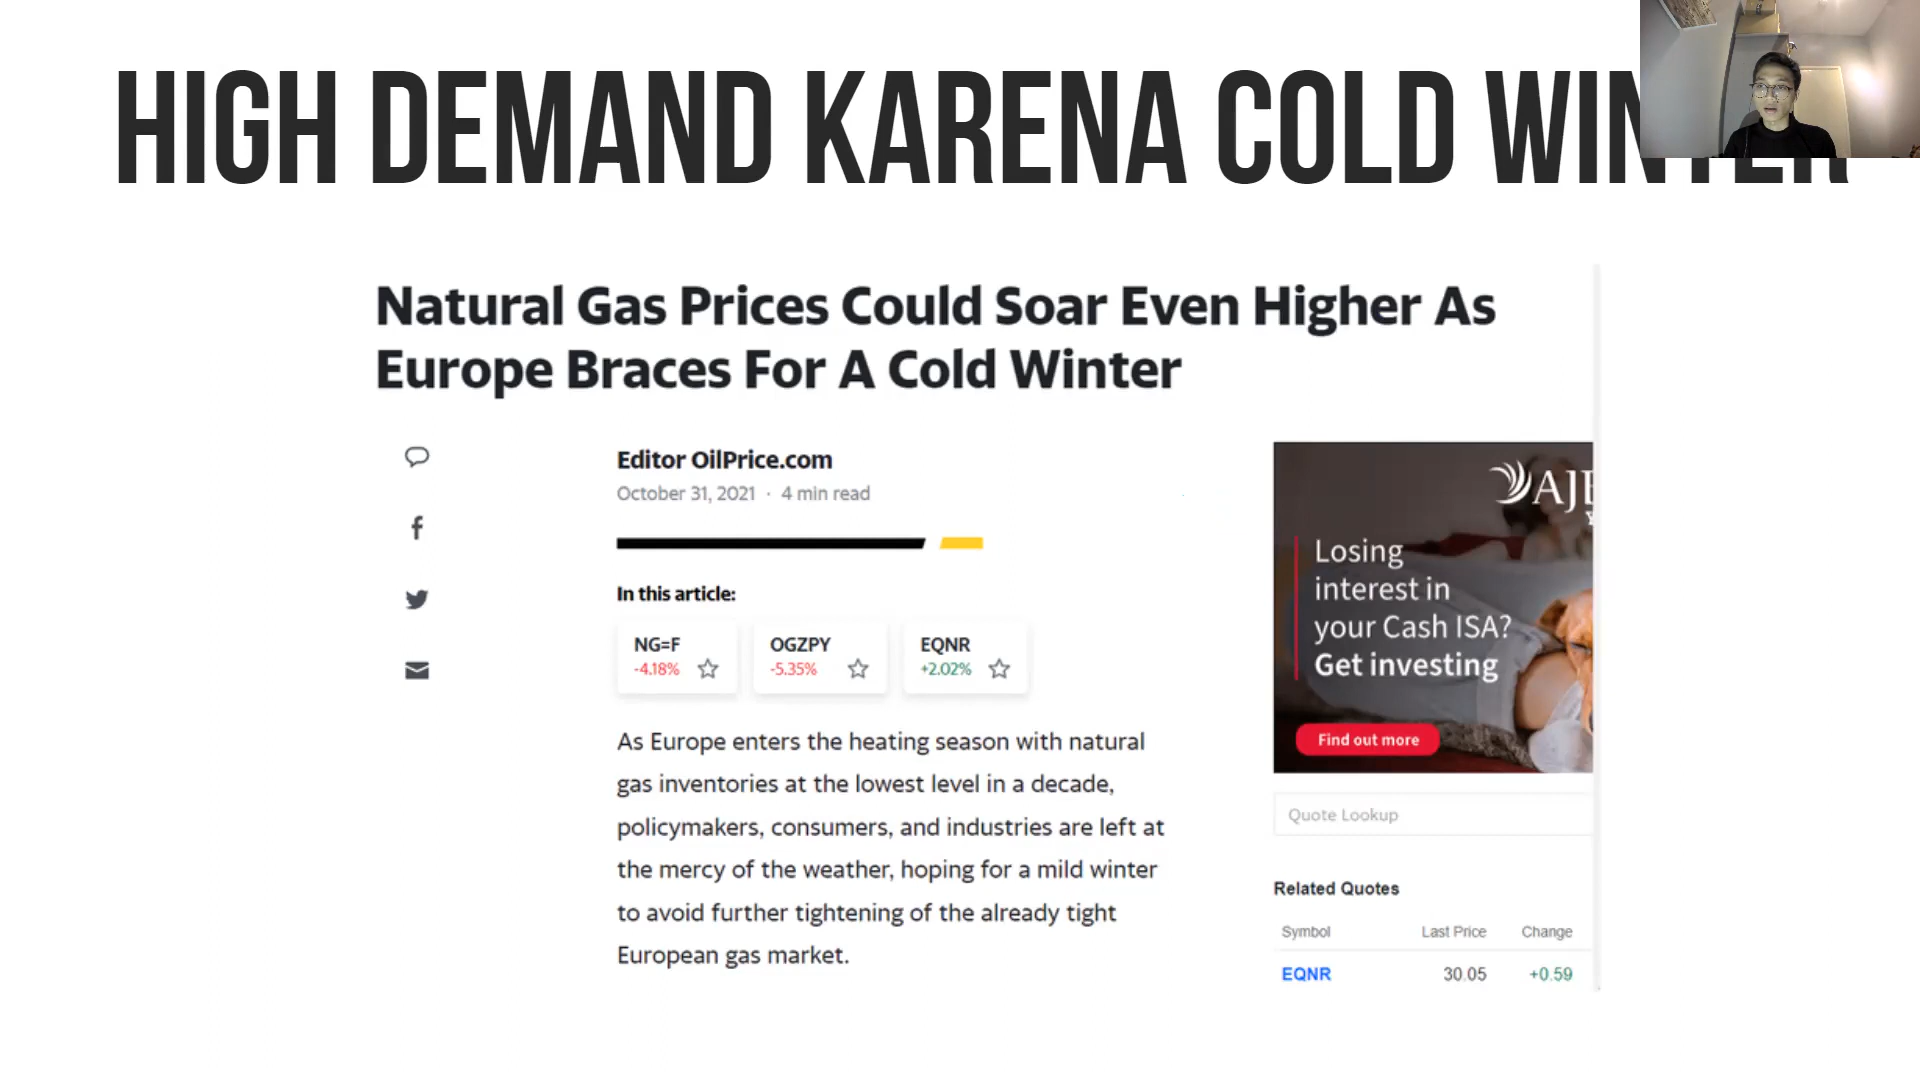 HIGH DEMAND KARENA COLD WINTER
Natural Gas Prices Could Soar Even Higher As
Europe Braces For A Cold Winter
Editor OilPrice.com
October 31, 2021 · 4 min read
In this article:
NG=F
-4.18%
OGZPY
-5.35%
EQNR
+2.02%
As Europe enters the heating season with natural
gas inventories at the lowest level in a decade,
policymakers, consumers, and industries are left at
the mercy of the weather, hoping for a mild winter
to avoid further tightening of the already tight
European gas market.
AJB
Losing
interest in
your Cash ISA?
Get investing
Find out more
Quote Lookup
Related Quotes
Symbol Last Price Change
EQNR 30.05 +0.59